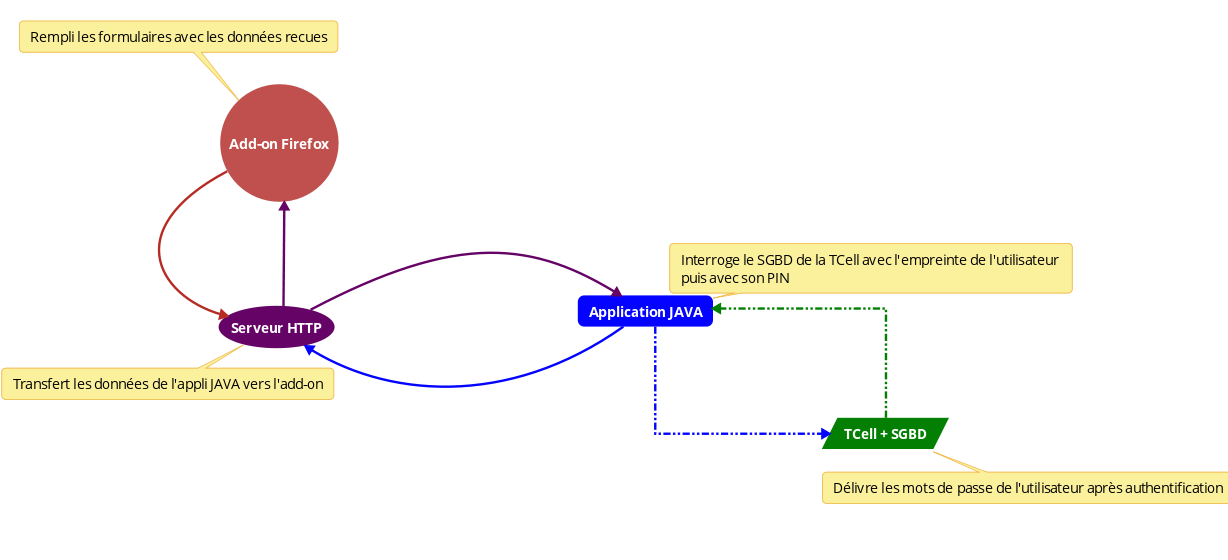 Rempli les formulaires avec les données recues
Add-on Firefox
Interroge le SGBD de la TCell avec l'empreinte de l'utilisateur
puis avec son PIN
Application JAVA
Serveur HTTP
Transfert les données de l'appli JAVA vers l'add-on
TCell + SGBD
Délivre les mots de passe de l'utilisateur après authentification